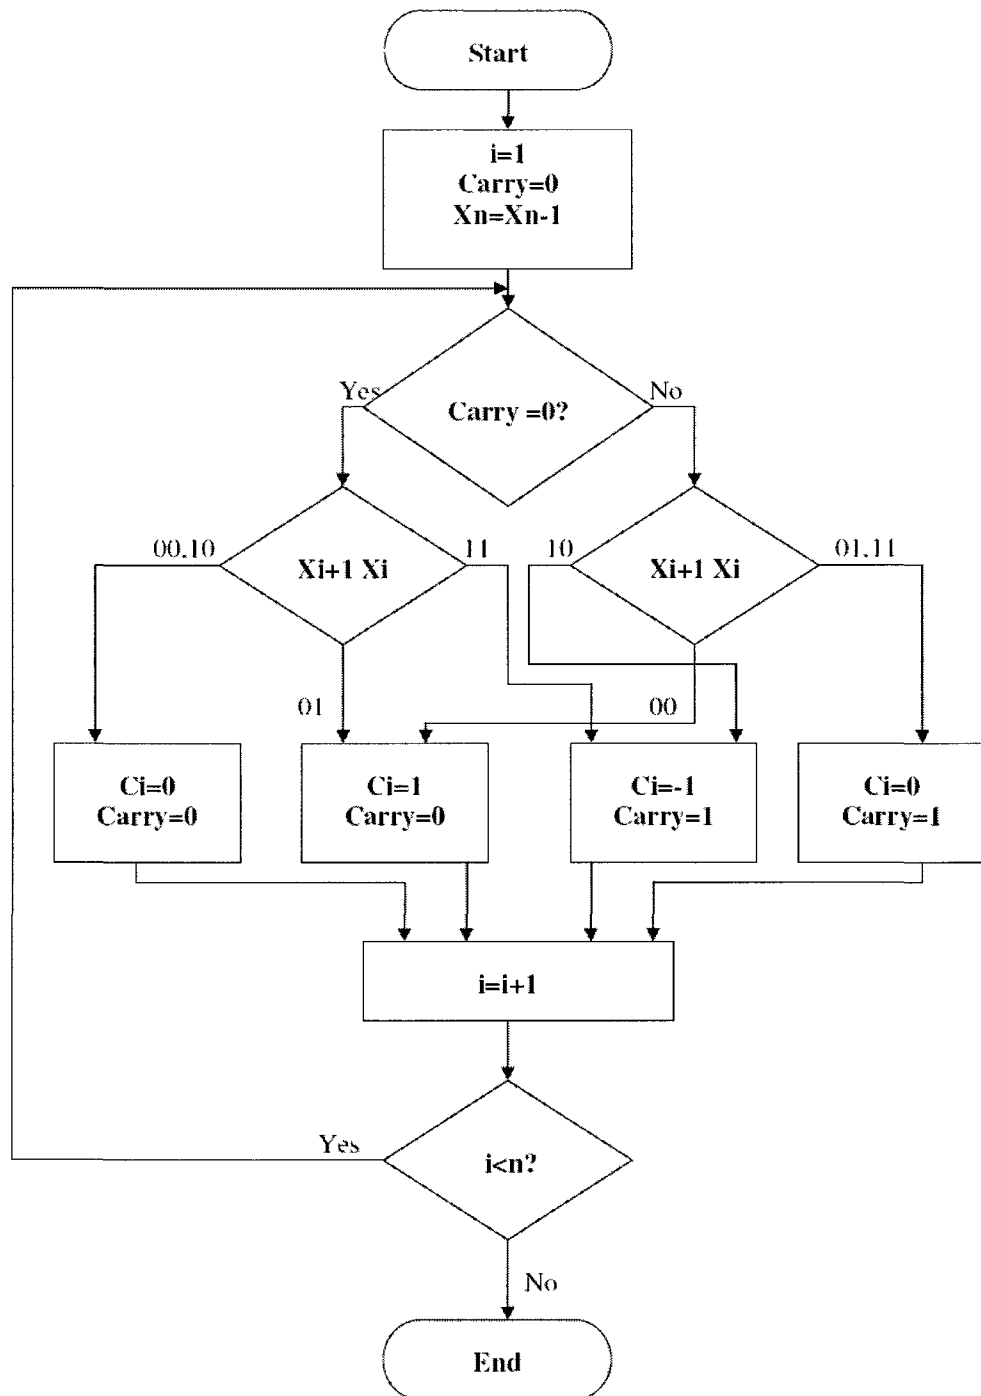 Start
i=1
Carry=0
Xn=Xn-1
Yes
Carry =0?
No
00,10
Xi+1 Xi
11
10
Xi+1 Xi
01,11
01
00
Ci=0
Carry=0
Ci=1
Carry=0
Ci=-1
Carry=1
Ci=0
Carry=1
i=i+1
Yes
i<n?
No
End